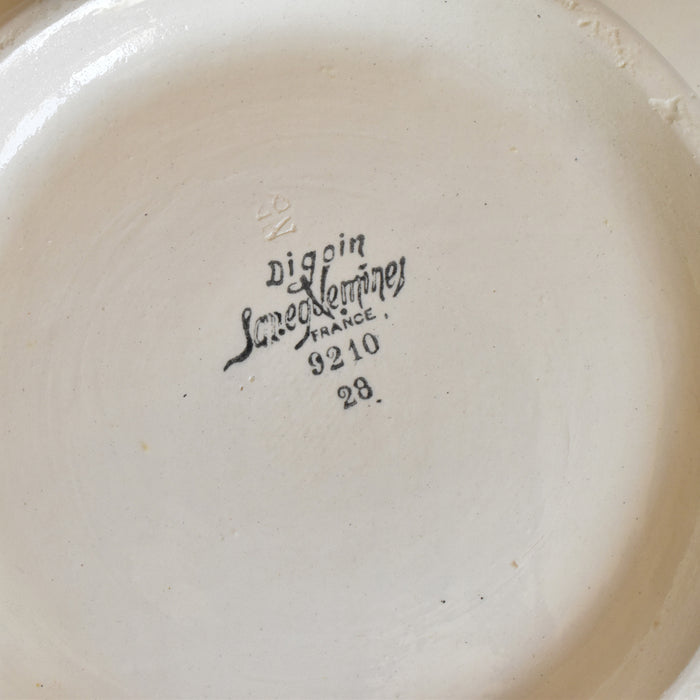 Digoin
Sarreguemines
FRANCE.
9210
28.